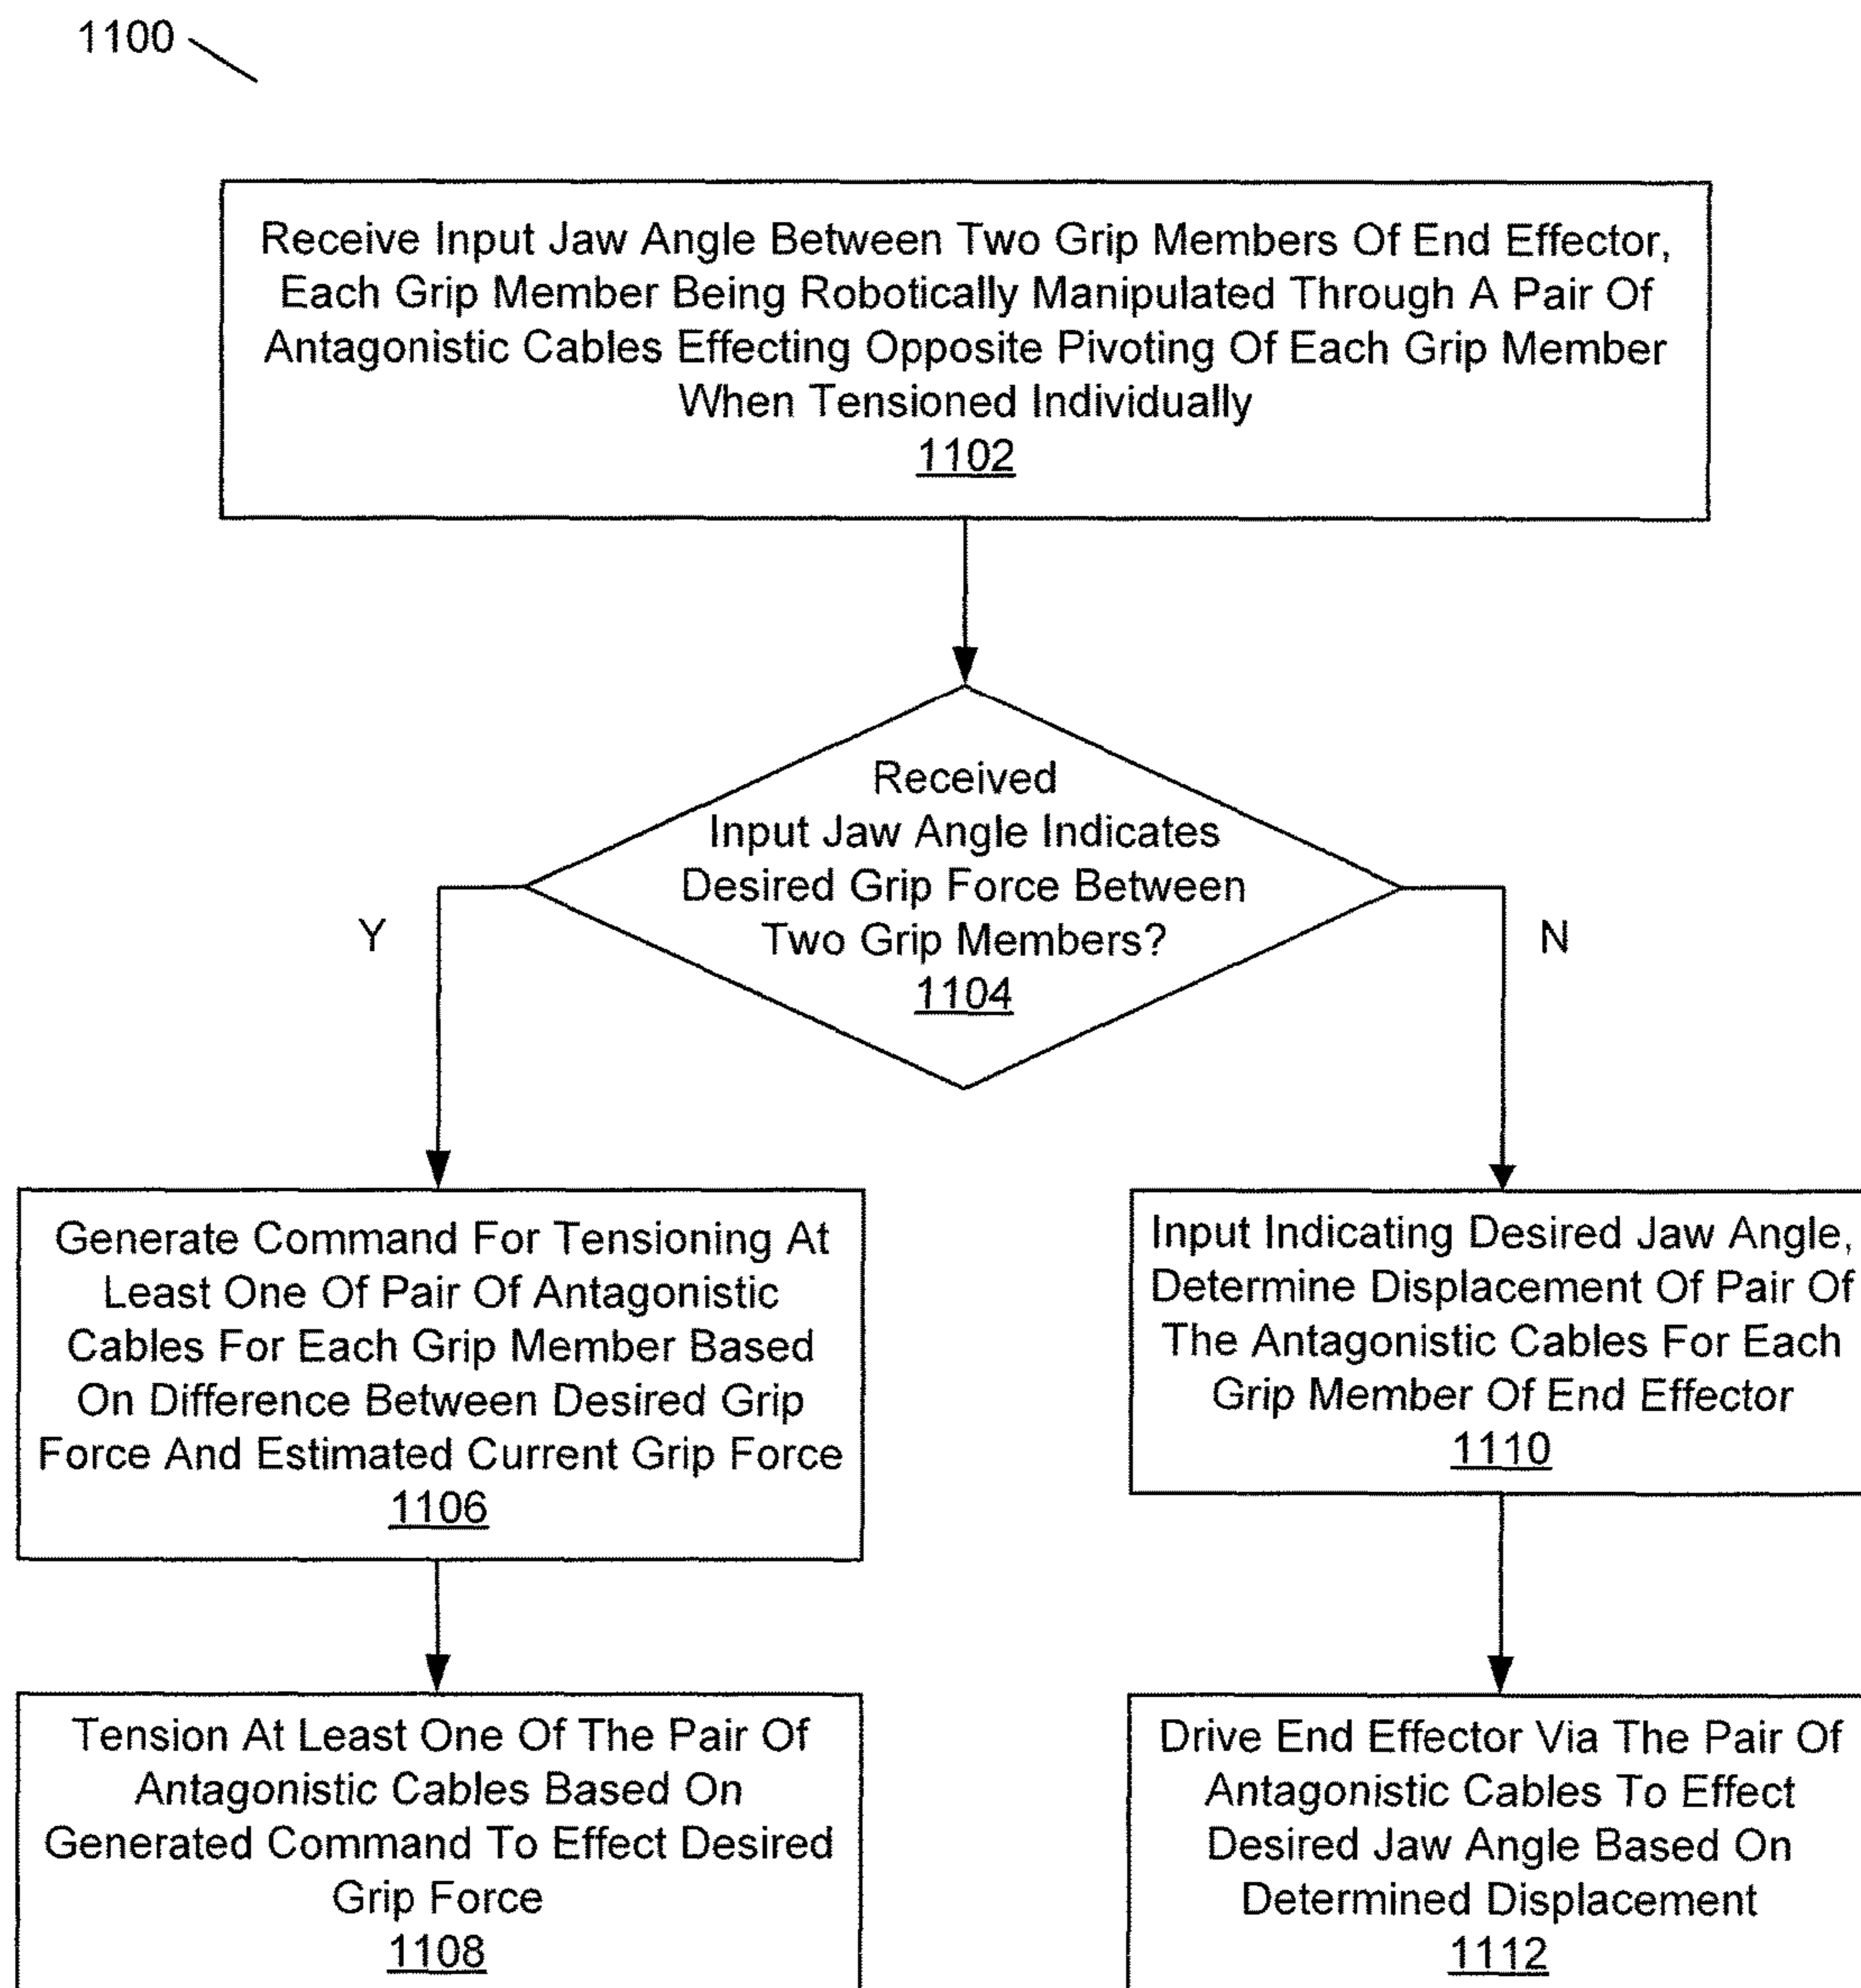 1100
Receive Input Jaw Angle Between Two Grip Members Of End Effector,
Each Grip Member Being Robotically Manipulated Through A Pair Of
Antagonistic Cables Effecting Opposite Pivoting Of Each Grip Member
When Tensioned Individually
1102
Received
Input Jaw Angle Indicates
Desired Grip Force Between
Two Grip Members?
1104
Y
N
Generate Command For Tensioning At
Least One Of Pair Of Antagonistic
Cables For Each Grip Member Based
On Difference Between Desired Grip
Force And Estimated Current Grip Force
1106
Input Indicating Desired Jaw Angle,
Determine Displacement Of Pair Of
The Antagonistic Cables For Each
Grip Member Of End Effector
1110
Tension At Least One Of The Pair Of
Antagonistic Cables Based On
Generated Command To Effect Desired
Grip Force
1108
Drive End Effector Via The Pair Of
Antagonistic Cables To Effect
Desired Jaw Angle Based On
Determined Displacement
1112